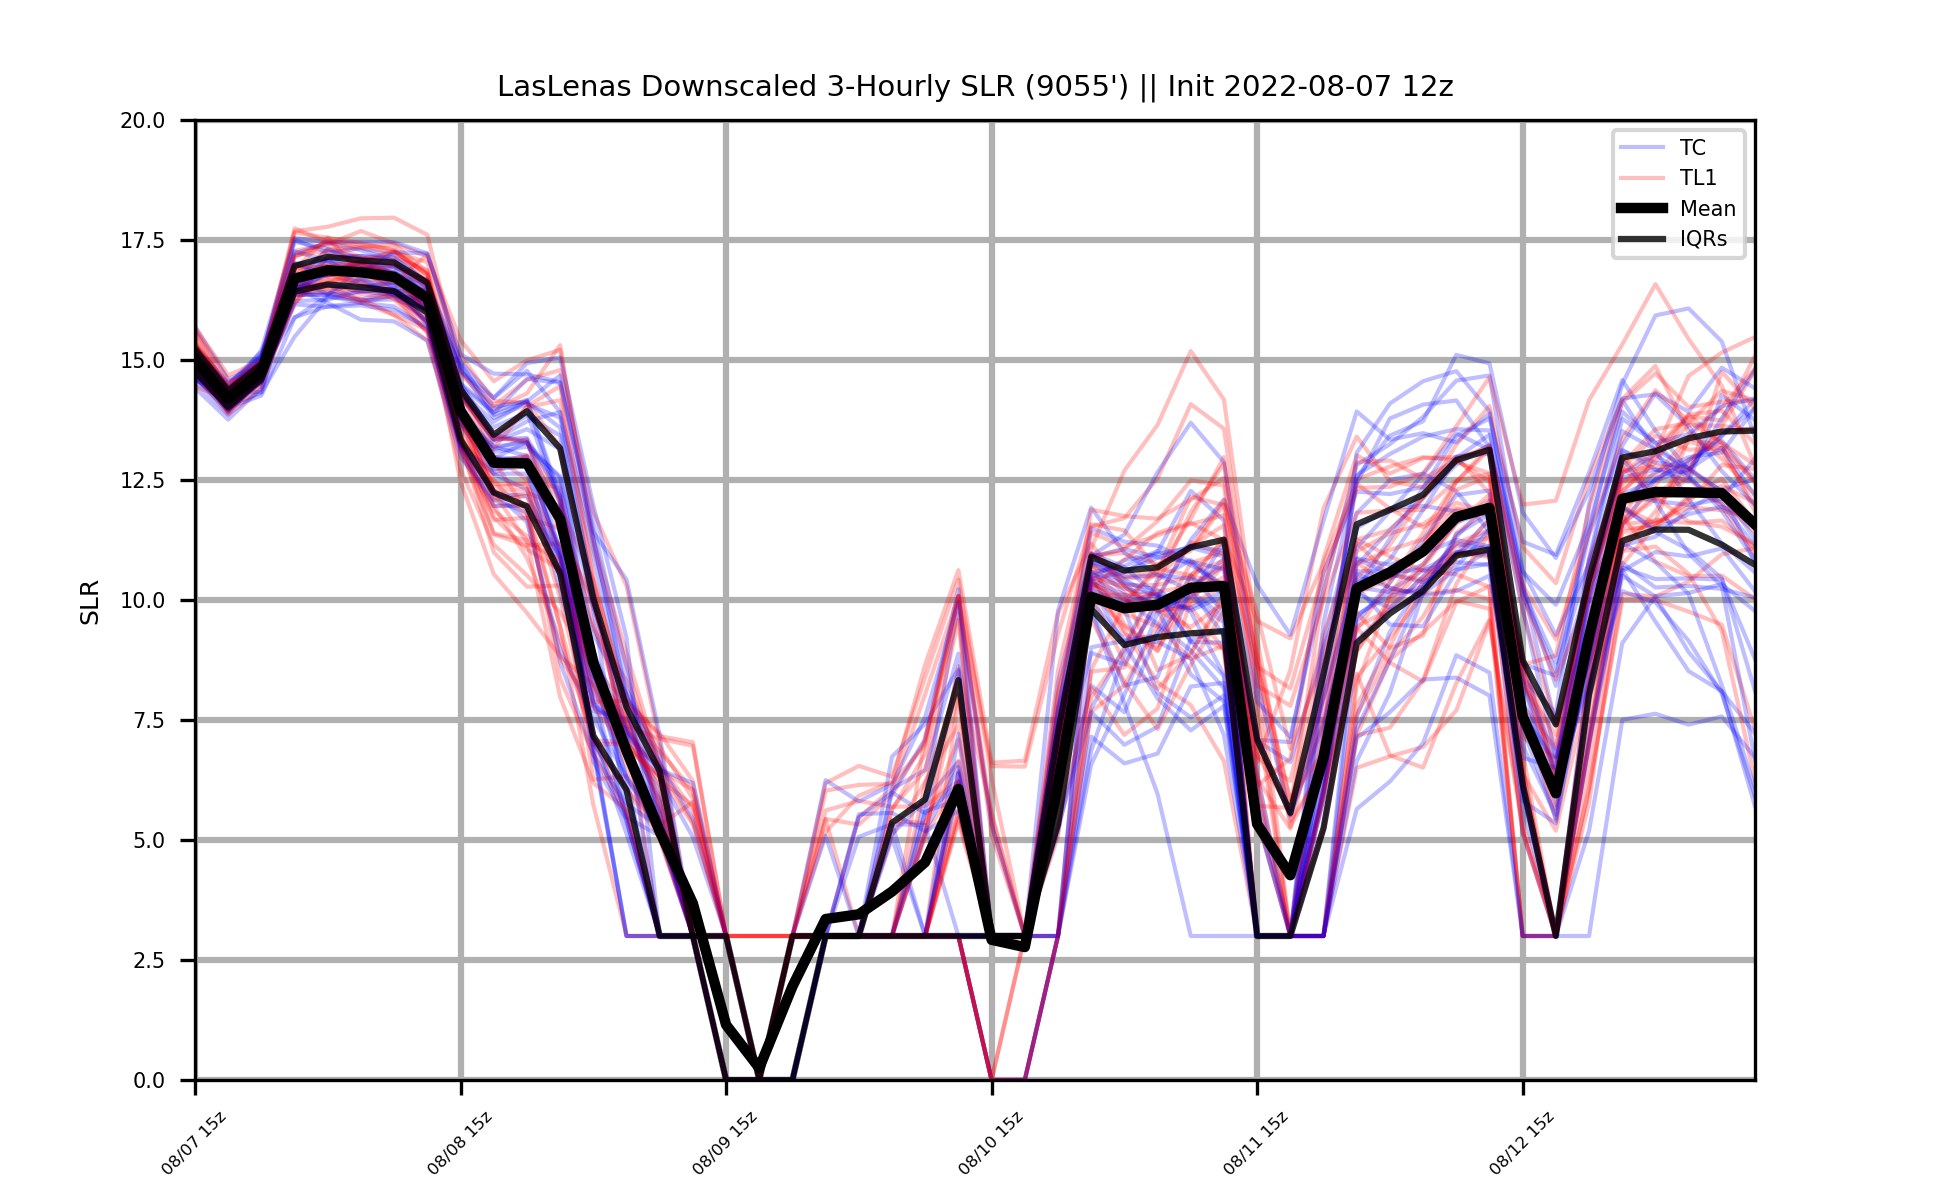 LasLenas Downscaled 3-Hourly SLR (9055') || Init 2022-08-07 12z
20.0
17.5
15.0
12.5
10.0
7.5
5.0
2.5
0.0
SLR
TC
TL1
Mean
IQRs
08/07 15z
08/08 15z
08/09 15z
08/10 15z
08/11 15z
08/12 15z